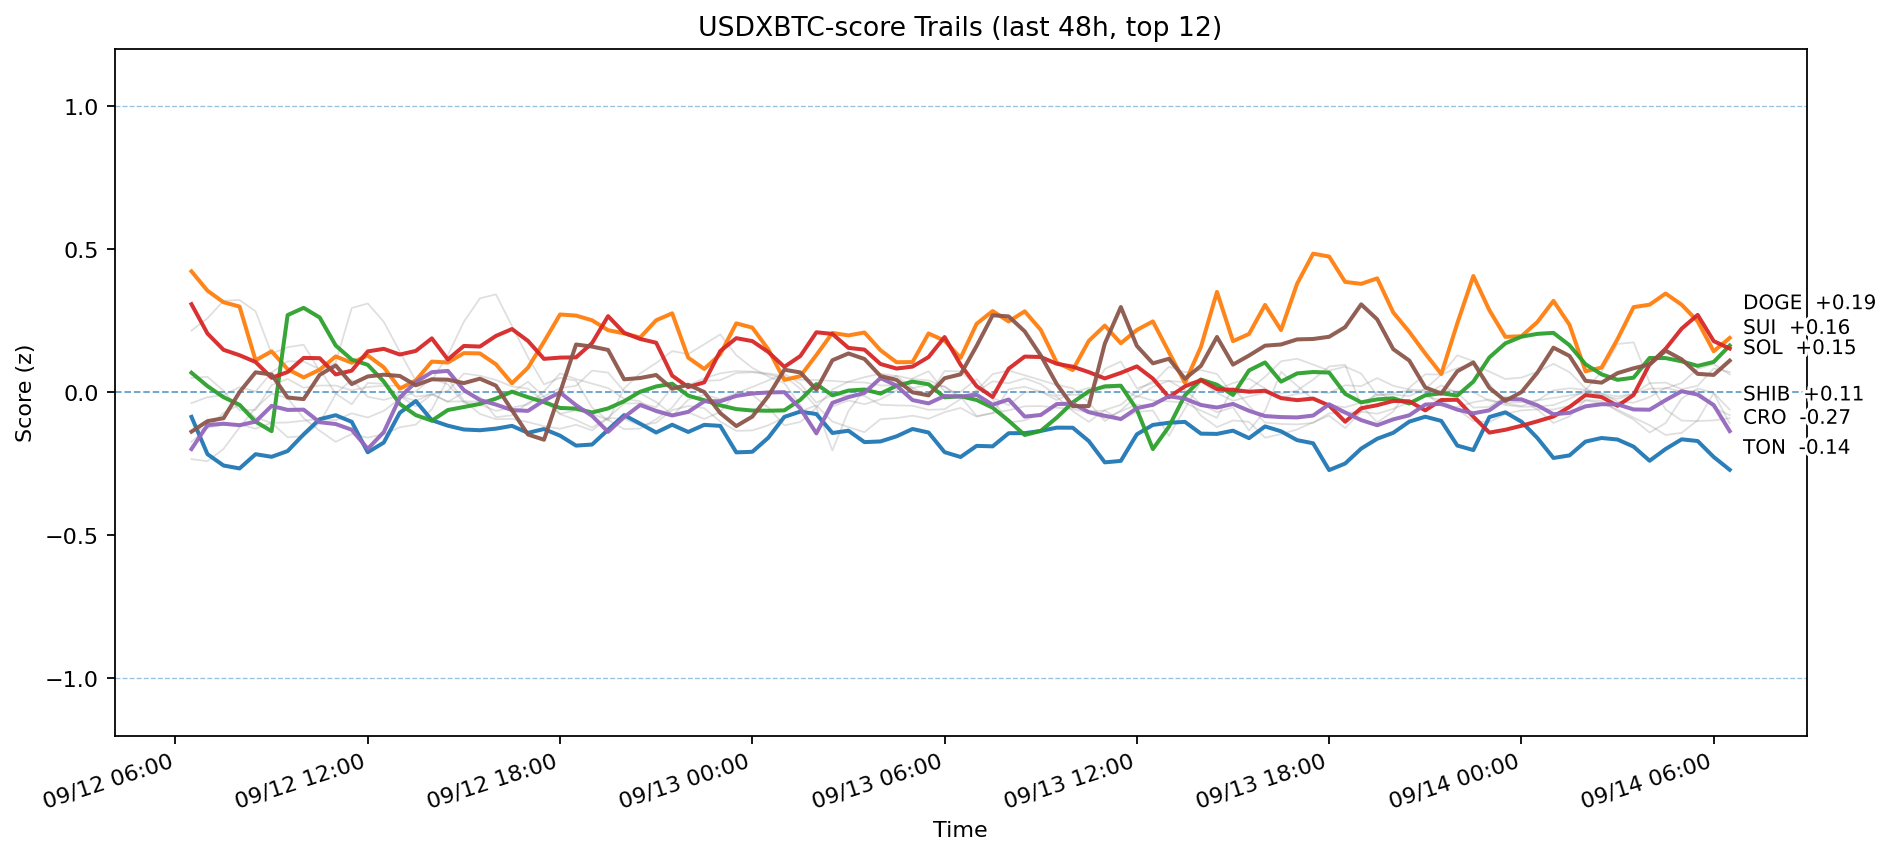 USDXBTC-score Trails (last 48h, top 12)
Score (z)
1.0
0.5
0.0
−0.5
−1.0
DOGE +0.19
SUI +0.16
SOL +0.15
SHIB +0.11
CRO -0.27
TON -0.14
09/12 06:00
09/12 12:00
09/12 18:00
09/13 00:00
09/13 06:00
09/13 12:00
09/13 18:00
09/14 00:00
09/14 06:00
Time